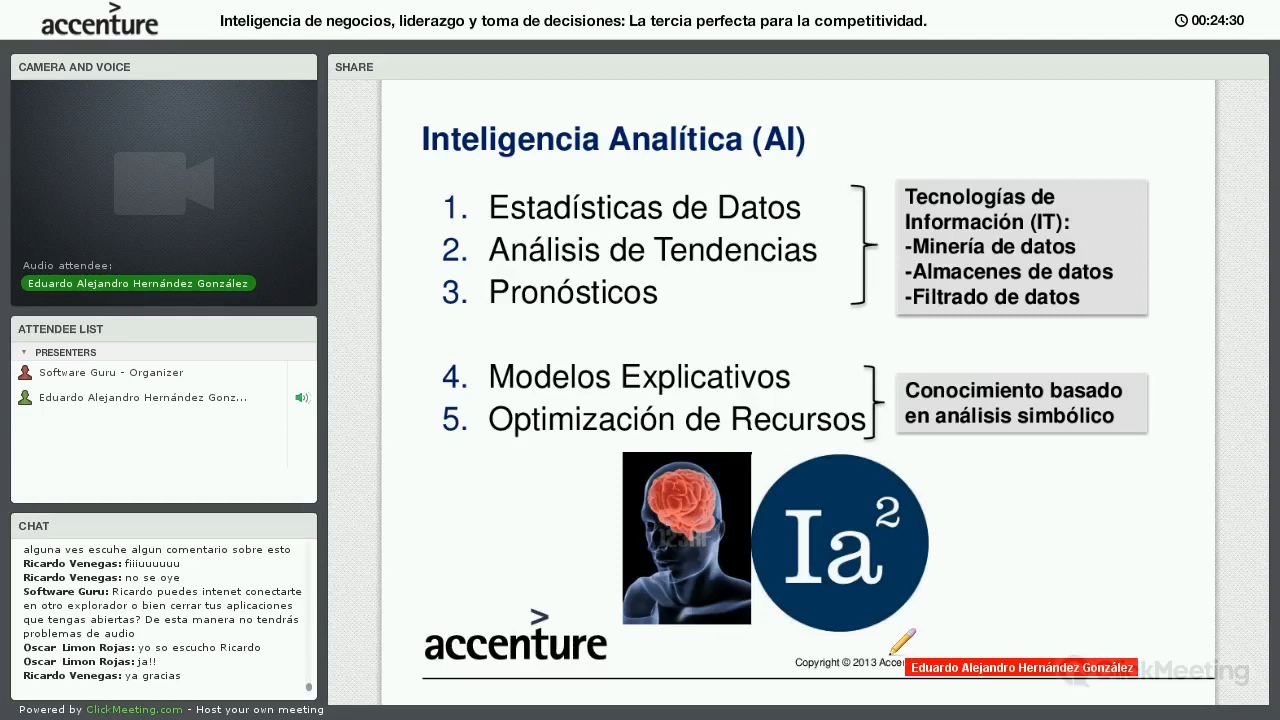 accenture
Inteligencia de negocios, liderazgo y toma de decisiones: La tercia perfecta para la competitividad.
00:24:30
CAMERA AND VOICE
Audio attendee:
Eduardo Alejandro Hernández González
ATTENDEE LIST
PRESENTERS
Software Guru - Organizer
Eduardo Alejandro Hernández Gonz...
CHAT
alguna ves escuhe algun comentario sobre esto
Ricardo Venegas: fiiiuuuuuu
Ricardo Venegas: no se oye
Software Guru: Ricardo puedes intenet conectarte
en otro explorador o bien cerrar tus aplicaciones
que tengas abiertas? De esta manera no tendrás
problemas de audio
Oscar Limon Rojas: yo so escucho Ricardo
Oscar Limon Rojas: ja!!
Ricardo Venegas: ya gracias
Powered by ClickMeeting.com - Host your own meeting
SHARE
Inteligencia Analítica (AI)
1. Estadísticas de Datos
2. Análisis de Tendencias
3. Pronósticos
Tecnologías de
Información (IT):
-Minería de datos
-Almacenes de datos
-Filtrado de datos
4. Modelos Explicativos
5. Optimización de Recursos
Conocimiento basado
en análisis simbólico
Ia²
accenture
Copyright © 2013 Accen
Eduardo Alejandro Hernández González
ClickMeeting